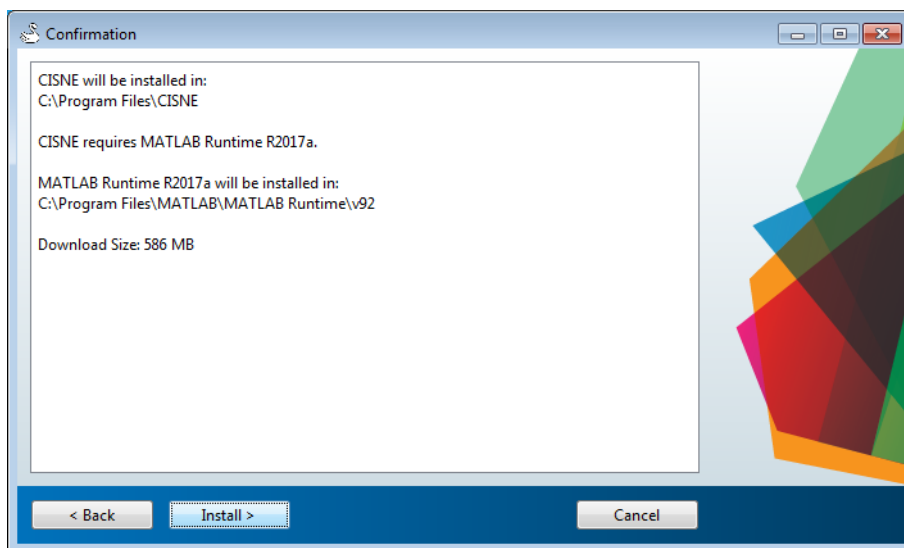 Confirmation
CISNE will be installed in:
C:\Program Files\CISNE
CISNE requires MATLAB Runtime R2017a.
MATLAB Runtime R2017a will be installed in:
C:\Program Files\MATLAB\MATLAB Runtime\v92
Download Size: 586 MB
< Back
Install >
Cancel